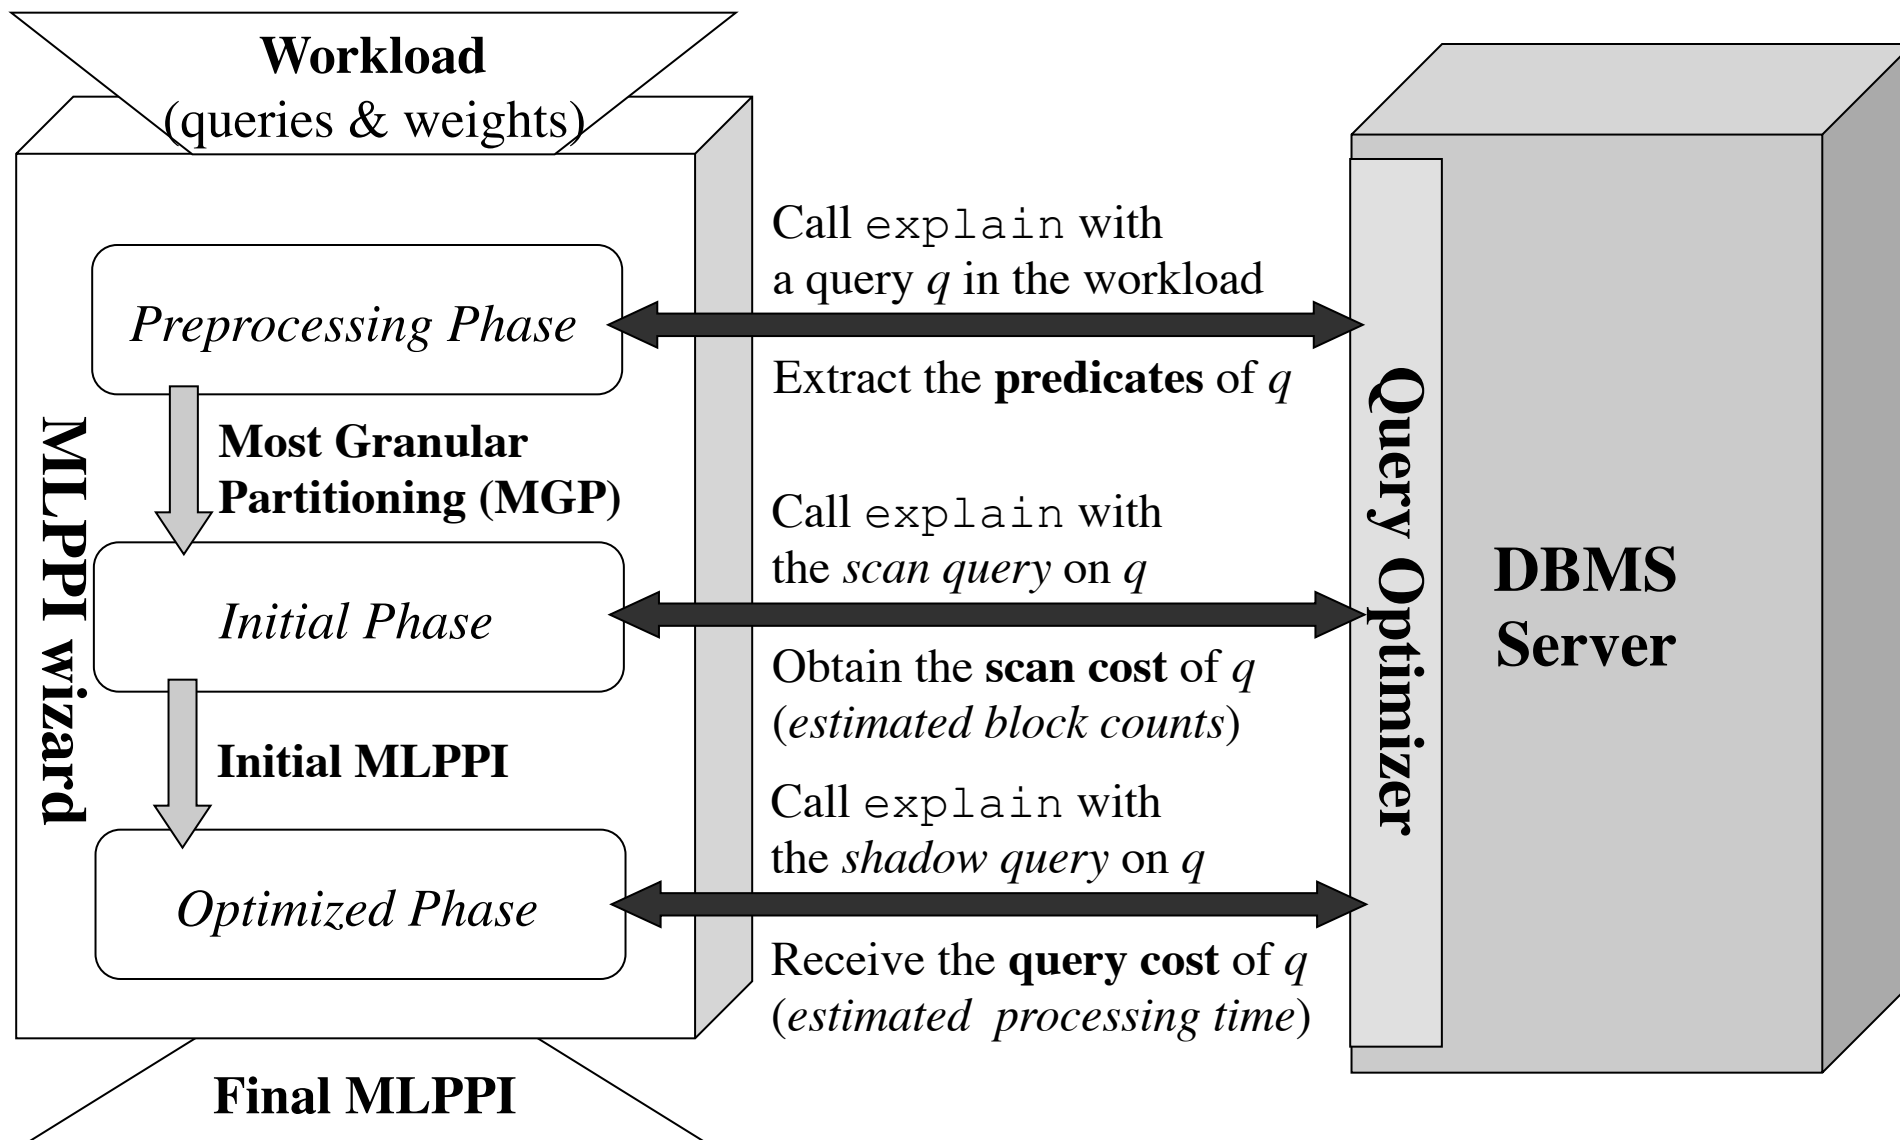 Workload
(queries & weights)
MLPPI wizard
Preprocessing Phase
Most Granular
Partitioning (MGP)
Initial Phase
Initial MLPPI
Optimized Phase
Final MLPPI
Call explain with
a query q in the workload
Extract the predicates of q
Call explain with
the scan query on q
Obtain the scan cost of q
(estimated block counts)
Call explain with
the shadow query on q
Receive the query cost of q
(estimated processing time)
Query Optimizer
DBMS
Server